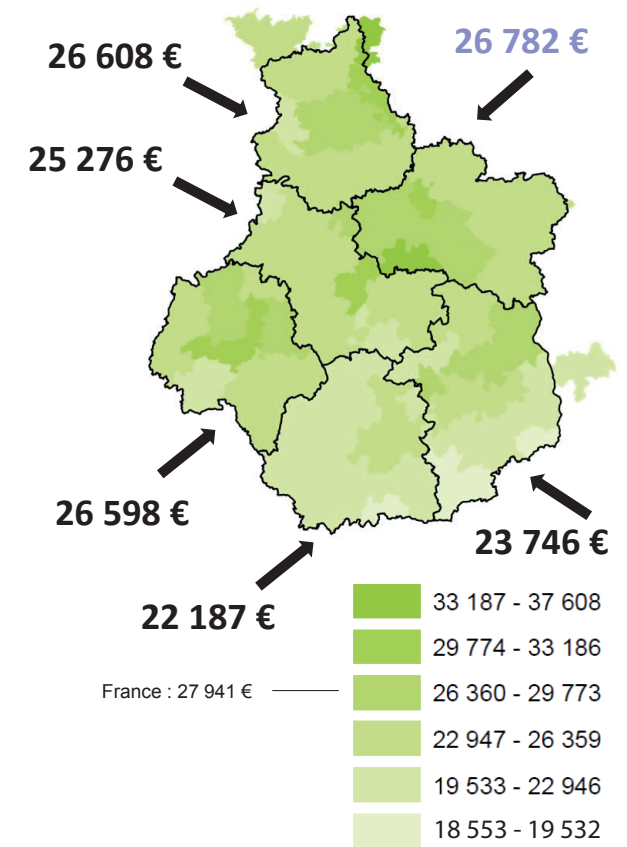 26 782 €
26 608 €
25 276 €
26 598 €
23 746 €
22 187 €
33 187 - 37 608
29 774 - 33 186
France : 27 941 €
26 360 - 29 773
22 947 - 26 359
19 533 - 22 946
18 553 - 19 532